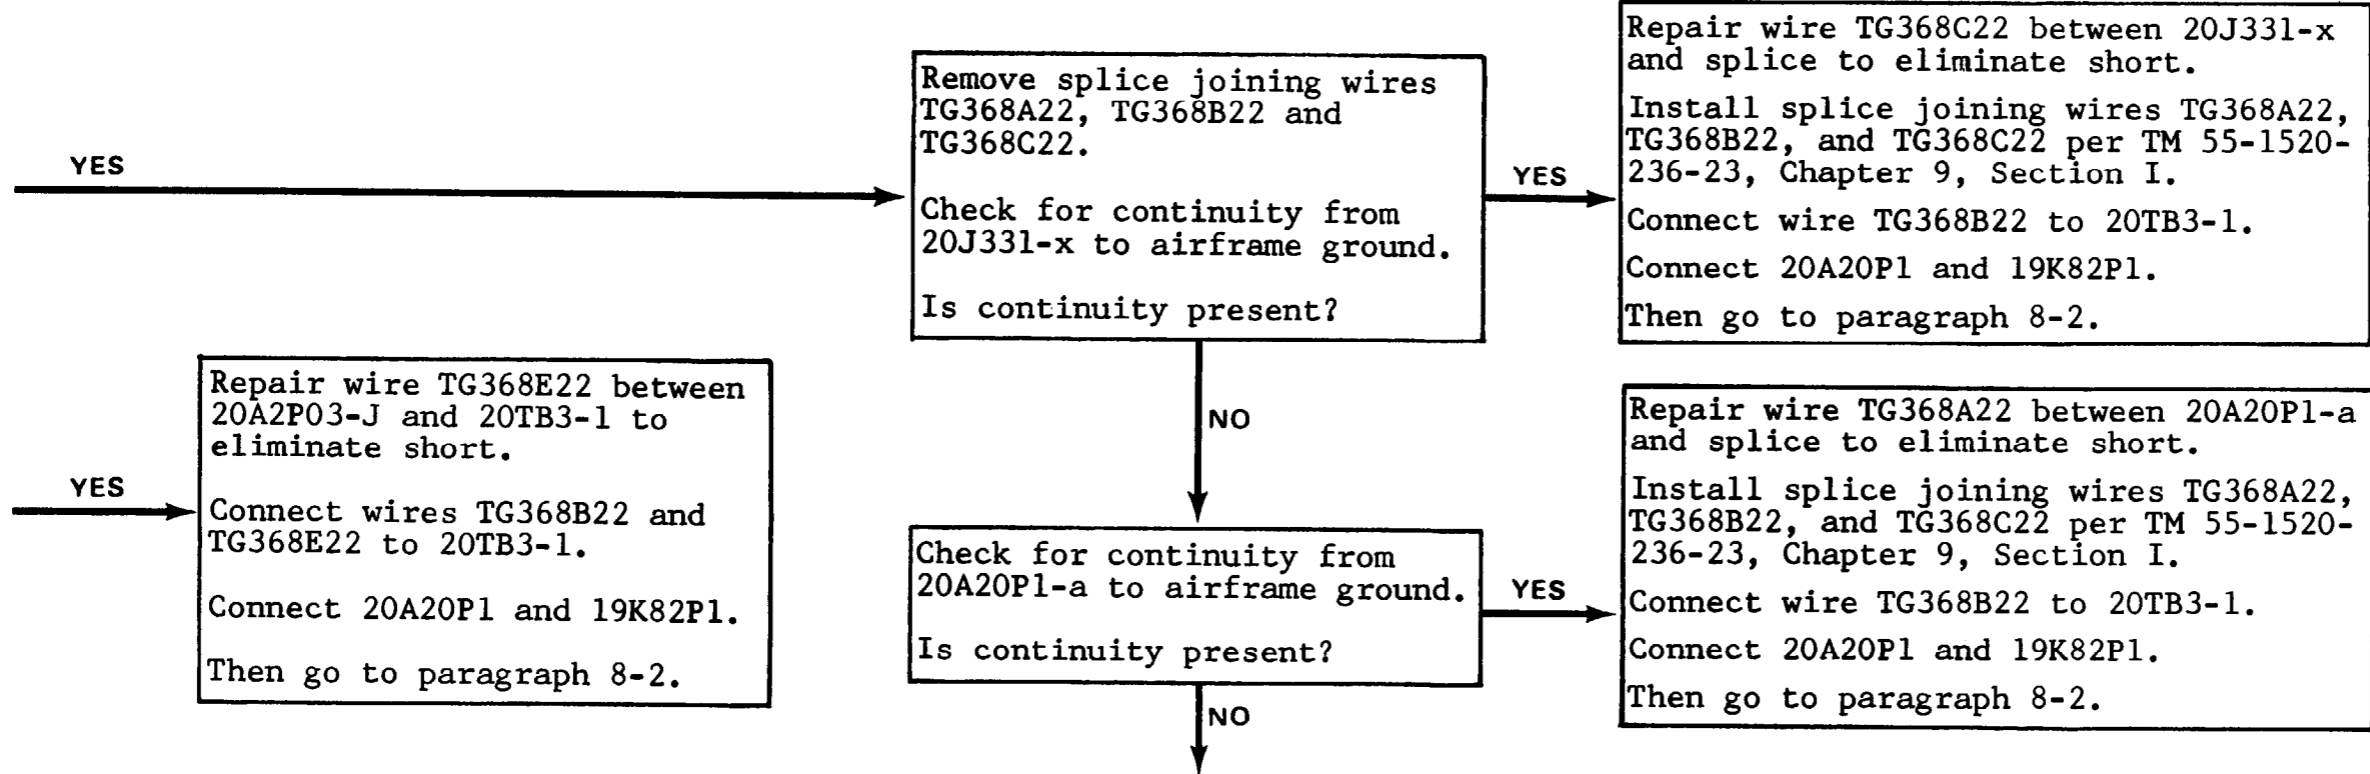 YES
Remove splice joining wires
TG368A22, TG368B22 and
TG368C22.
Check for continuity from
20J331-x to airframe ground.
Is continuity present?
YES
Repair wire TG368C22 between 20J331-x
and splice to eliminate short.
Install splice joining wires TG368A22,
TG368B22, and TG368C22 per TM 55-1520-
236-23, Chapter 9, Section I.
Connect wire TG368B22 to 20TB3-1.
Connect 20A20P1 and 19K82P1.
Then go to paragraph 8-2.
YES
Repair wire TG368E22 between
20A2P03-J and 20TB3-1 to
eliminate short.
Connect wires TG368B22 and
TG368E22 to 20TB3-1.
Connect 20A20P1 and 19K82P1.
Then go to paragraph 8-2.
NO
Check for continuity from
20A20P1-a to airframe ground.
Is continuity present?
YES
Repair wire TG368A22 between 20A20P1-a
and splice to eliminate short.
Install splice joining wires TG368A22,
TG368B22, and TG368C22 per TM 55-1520-
236-23, Chapter 9, Section I.
Connect wire TG368B22 to 20TB3-1.
Connect 20A20P1 and 19K82P1.
Then go to paragraph 8-2.
NO